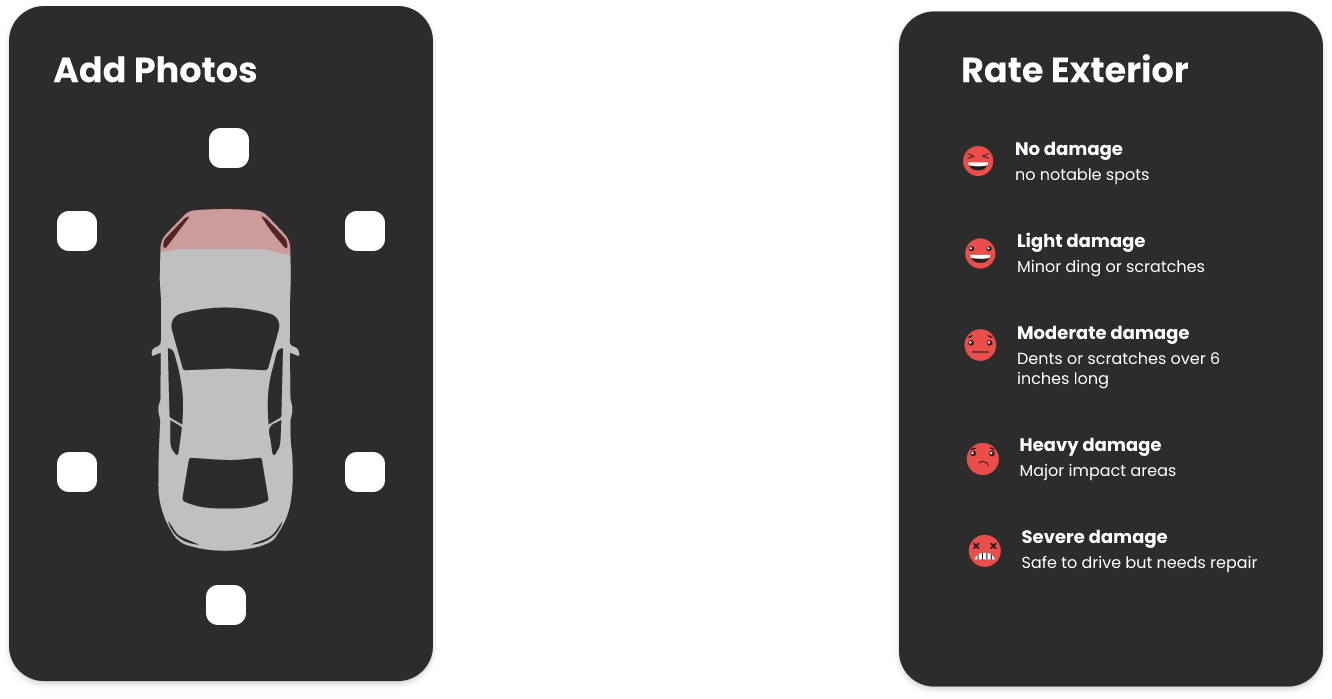 Add Photos
Rate Exterior
No damage
no notable spots
Light damage
Minor ding or scratches
Moderate damage
Dents or scratches over 6
inches long
Heavy damage
Major impact areas
Severe damage
Safe to drive but needs repair